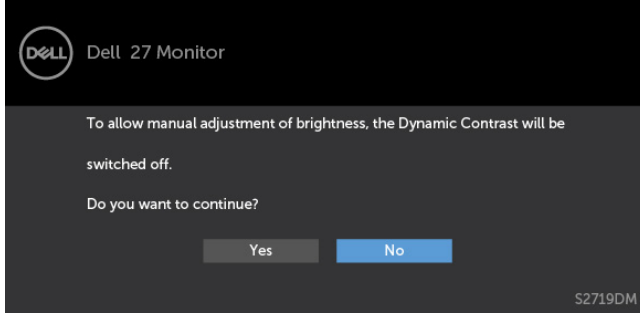 DELL
Dell 27 Monitor
To allow manual adjustment of brightness, the Dynamic Contrast will be
switched off.
Do you want to continue?
Yes No
S2719DM